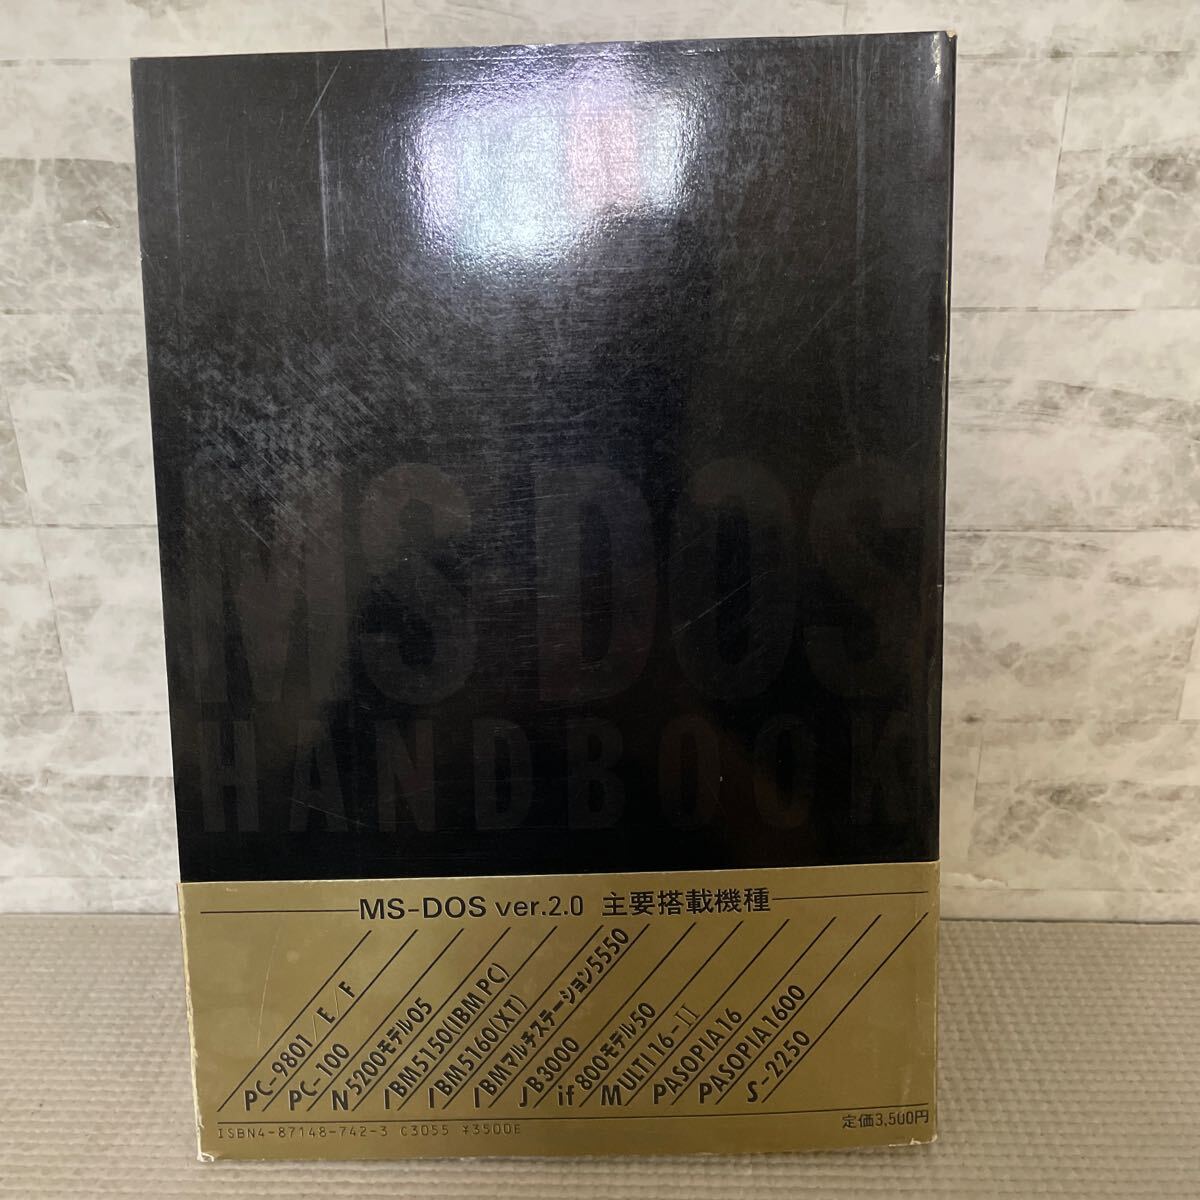 MS-DOS
HANDBOOK
MS-DOS ver.2.0 主要搭載機種
PC-9801/E/F
PC-100
N5200モデル05
IBM5150(IBM PC)
IBM5160(XT)
IBMマルチステーション5550
JB3000
if800モデル50
MULTI16-II
PASOPIA16
PASOPIA1600
S-2250
定価3,500円
ISBN4-87148-742-3 C3055 ¥3500E